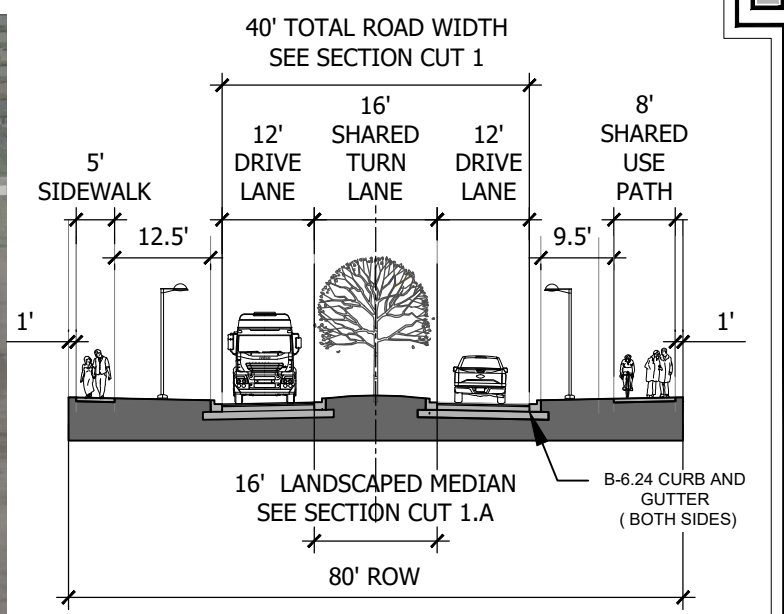 40' TOTAL ROAD WIDTH
SEE SECTION CUT 1
5'
SIDEWALK
12'
DRIVE
LANE
16'
SHARED
TURN
LANE
12'
DRIVE
LANE
8'
SHARED
USE
PATH
12.5'
9.5'
1'
1'
16' LANDSCAPED MEDIAN
SEE SECTION CUT 1.A
B-6.24 CURB AND
GUTTER
( BOTH SIDES)
80' ROW